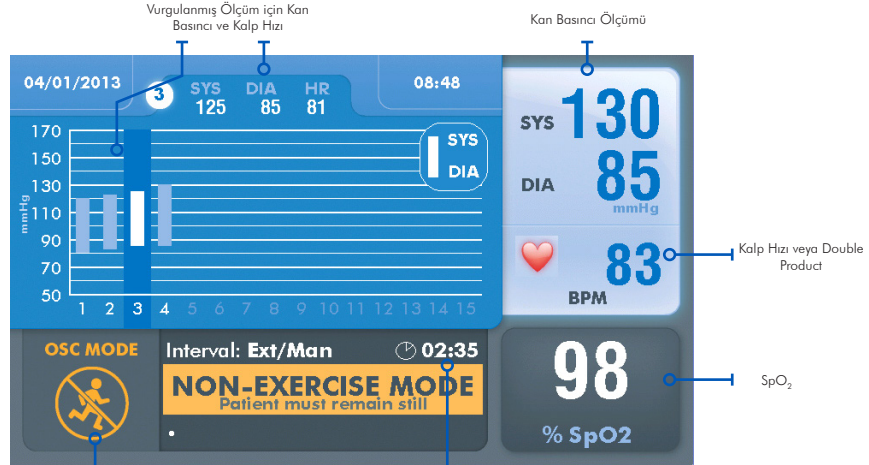 Vurgulanmış Ölçüm için Kan
Basıncı ve Kalp Hızı
Kan Basıncı Ölçümü
04/01/2013
3
SYS DIA HR
125 85 81
08:48
SYS 130
DIA 85
mmHg
83
BPM
Kalp Hızı veya Double
Product
170
150
130
110
90
70
50
mmHg
SYS
DIA
1 2 3 4 5 6 7 8 9 10 11 12 13 14 15
OSC MODE
Interval: Ext/Man 02:35
NON-EXERCISE MODE
Patient must remain still
98
% SpO2
SpO₂